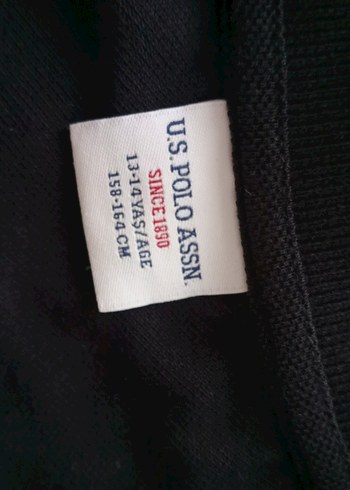 U.S. POLO ASSN.
SINCE 1890
13-14 YAŞ/AGE
158-164 CM